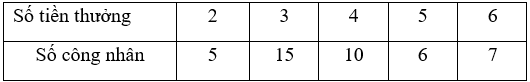 Số tiền thưởng 2 3 4 5 6
Số công nhân 5 15 10 6 7